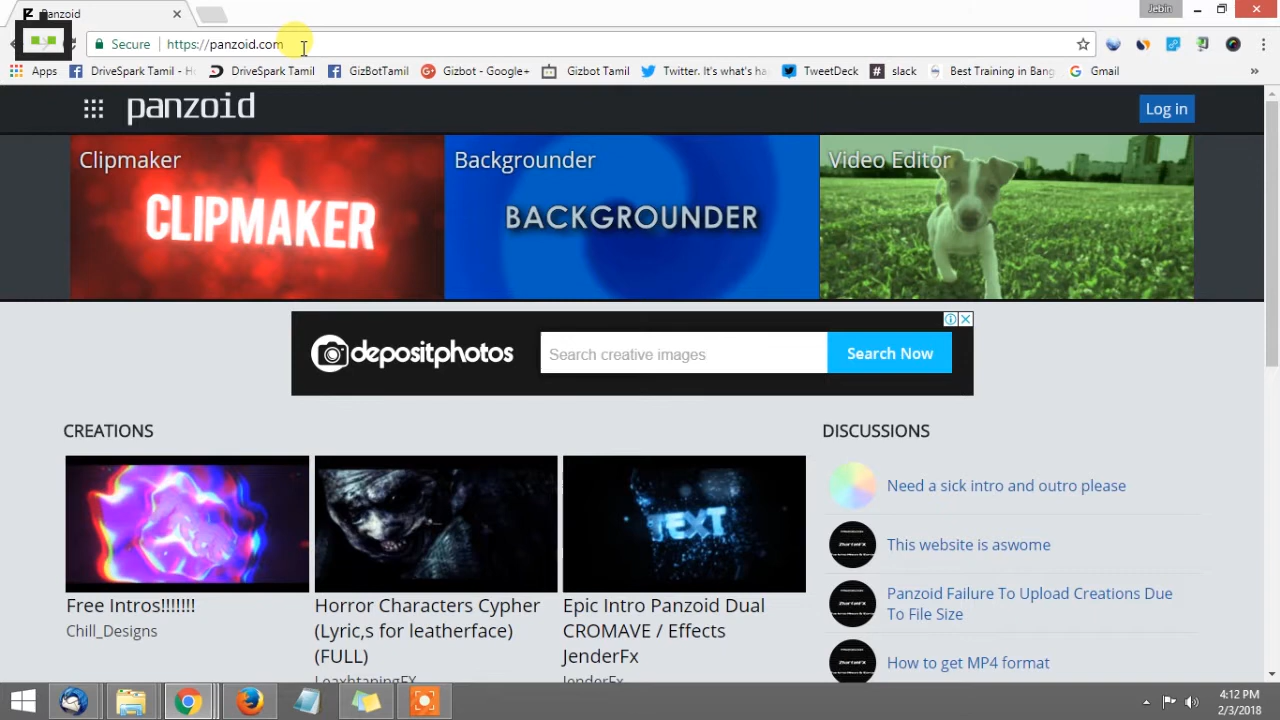 Panzoid
Jebin
Secure https://panzoid.com
Apps DriveSpark Tamil - Ho DriveSpark Tamil GizBotTamil Gizbot - Google+ Gizbot Tamil Twitter. It's what's ha TweetDeck slack Best Training in Bang Gmail »
panzoid
Log in
Clipmaker Backgrounder Video Editor
CLIPMAKER BACKGROUNDER
depositphotos Search creative images Search Now
CREATIONS
DISCUSSIONS
Need a sick intro and outro please
This website is aswome
Panzoid Failure To Upload Creations Due
To File Size
How to get MP4 format
TEXT
Free Intros!!!!!!
Chill_Designs
Horror Characters Cypher
(Lyric,s for leatherface)
(FULL)
Epic Intro Panzoid Dual
CROMAVE / Effects
JenderFx
JenderFx
4:12 PM
2/3/2018